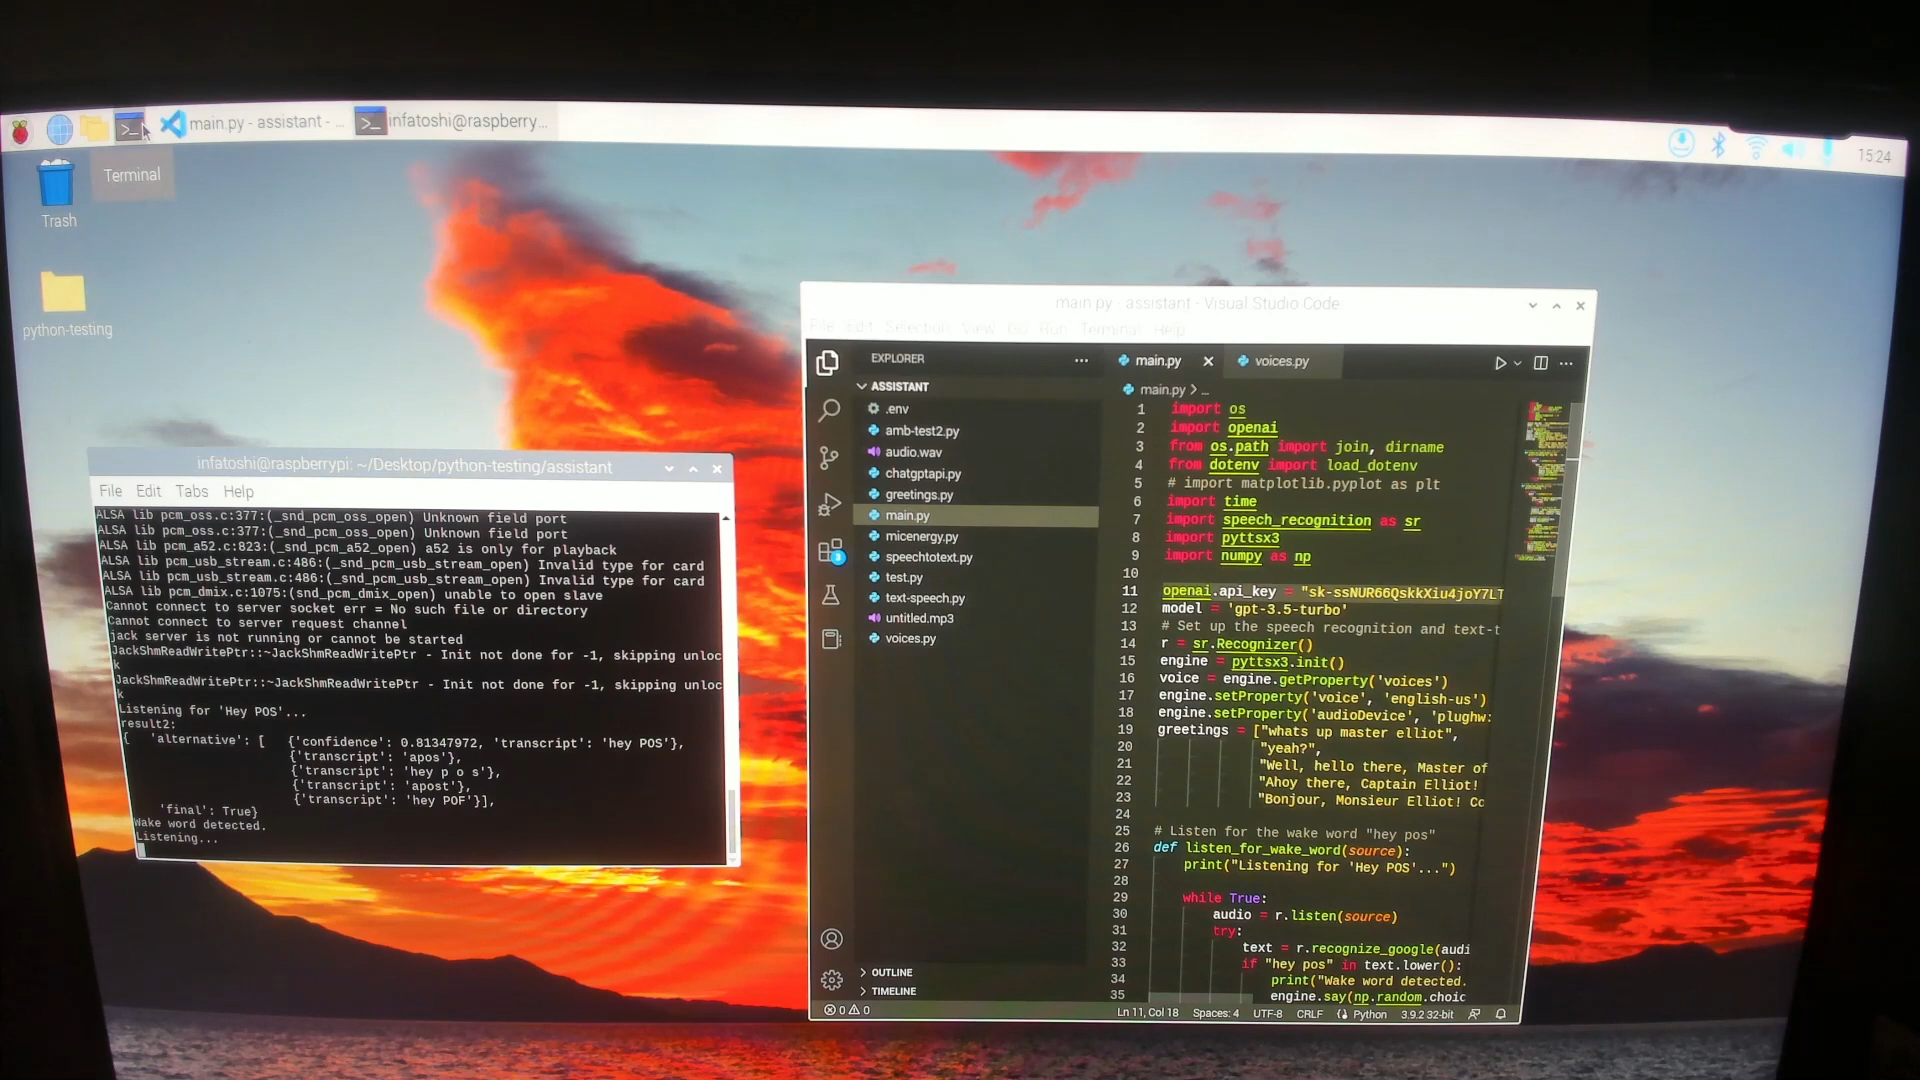 main.py - assistant - ...
infatoshi@raspberry...
15:24
Terminal
Trash
python-testing
infatoshi@raspberrypi: ~/Desktop/python-testing/assistant
File Edit Tabs Help
ALSA lib pcm_oss.c:377:(_snd_pcm_oss_open) Unknown field port
ALSA lib pcm_oss.c:377:(_snd_pcm_oss_open) Unknown field port
ALSA lib pcm_a52.c:823:(_snd_pcm_a52_open) a52 is only for playback
ALSA lib pcm_usb_stream.c:486:(_snd_pcm_usb_stream_open) Invalid type for card
ALSA lib pcm_usb_stream.c:486:(_snd_pcm_usb_stream_open) Invalid type for card
ALSA lib pcm_dmix.c:1075:(snd_pcm_dmix_open) unable to open slave
Cannot connect to server socket err = No such file or directory
Cannot connect to server request channel
jack server is not running or cannot be started
JackShmReadWritePtr::~JackShmReadWritePtr - Init not done for -1, skipping unloc
k
JackShmReadWritePtr::~JackShmReadWritePtr - Init not done for -1, skipping unloc
k
Listening for 'Hey POS'...
result2:
{ 'alternative': [ {'confidence': 0.81347972, 'transcript': 'hey POS'},
{'transcript': 'apos'},
{'transcript': 'hey p o s'},
{'transcript': 'apost'},
{'transcript': 'hey POF'}],
'final': True}
Wake word detected.
Listening...
main.py - assistant - Visual Studio Code
File Edit Selection View Go Run Terminal Help
EXPLORER
ASSISTANT
.env
amb-test2.py
audio.wav
chatgptapi.py
greetings.py
main.py
micenergy.py
speechtotext.py
test.py
text-speech.py
untitled.mp3
voices.py
OUTLINE
TIMELINE
3
main.py
voices.py
main.py > ...
1 import os
2 import openai
3 from os.path import join, dirname
4 from dotenv import load_dotenv
5 # import matplotlib.pyplot as plt
6 import time
7 import speech_recognition as sr
8 import pyttsx3
9 import numpy as np
10
11 openai.api_key = "sk-ssNUR66QskkXiu4joY7LT
12 model = 'gpt-3.5-turbo'
13 # Set up the speech recognition and text-t
14 r = sr.Recognizer()
15 engine = pyttsx3.init()
16 voice = engine.getProperty('voices')
17 engine.setProperty('voice', 'english-us')
18 engine.setProperty('audioDevice', 'plughw:
19 greetings = ["whats up master elliot",
20 "yeah?",
21 "Well, hello there, Master of
22 "Ahoy there, Captain Elliot!
23 "Bonjour, Monsieur Elliot! Co
24
25 # Listen for the wake word "hey pos"
26 def listen_for_wake_word(source):
27 print("Listening for 'Hey POS'...")
28
29 while True:
30 audio = r.listen(source)
31 try:
32 text = r.recognize_google(audi
33 if "hey pos" in text.lower():
34 print("Wake word detected.
35 engine.say(np.random.choic
0 0
Ln 11, Col 18 Spaces: 4 UTF-8 CRLF Python 3.9.2 32-bit